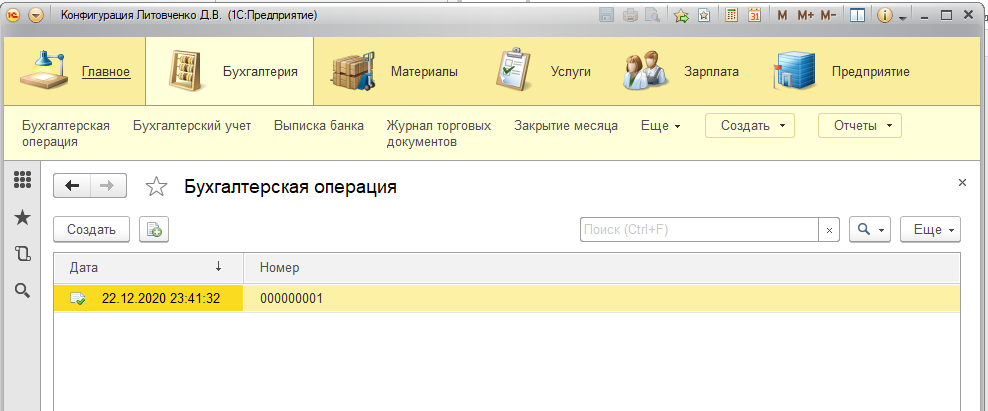 Конфигурация Литовченко Д.В. (1С:Предприятие)
M M+ M-
Главное Бухгалтерия Материалы Услуги Зарплата Предприятие
Бухгалтерская операция Бухгалтерский учет Выписка банка Журнал торговых документов Закрытие месяца Еще Создать Отчеты
Бухгалтерская операция
Создать Поиск (Ctrl+F) × Еще
Дата ↓ Номер
22.12.2020 23:41:32 000000001